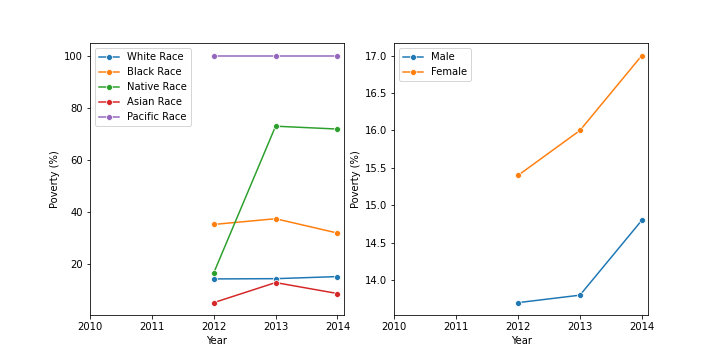 White Race
Black Race
Native Race
Asian Race
Pacific Race
100
80
60
40
20
Poverty (%)
2010 2011 2012 2013 2014
Year
Male
Female
17.0
16.5
16.0
15.5
15.0
14.5
14.0
Poverty (%)
2010 2011 2012 2013 2014
Year